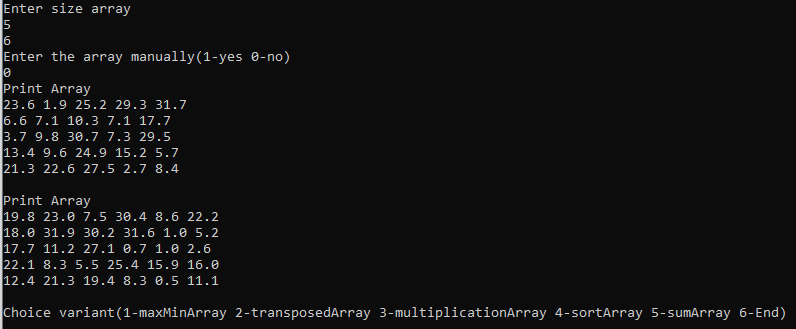 Enter size array
5
6
Enter the array manually(1-yes 0-no)
0
Print Array
23.6 1.9 25.2 29.3 31.7
6.6 7.1 10.3 7.1 17.7
3.7 9.8 30.7 7.3 29.5
13.4 9.6 24.9 15.2 5.7
21.3 22.6 27.5 2.7 8.4
Print Array
19.8 23.0 7.5 30.4 8.6 22.2
18.0 31.9 30.2 31.6 1.0 5.2
17.7 11.2 27.1 0.7 1.0 2.6
22.1 8.3 5.5 25.4 15.9 16.0
12.4 21.3 19.4 8.3 0.5 11.1
Choice variant(1-maxMinArray 2-transposedArray 3-multiplicationArray 4-sortArray 5-sumArray 6-End)